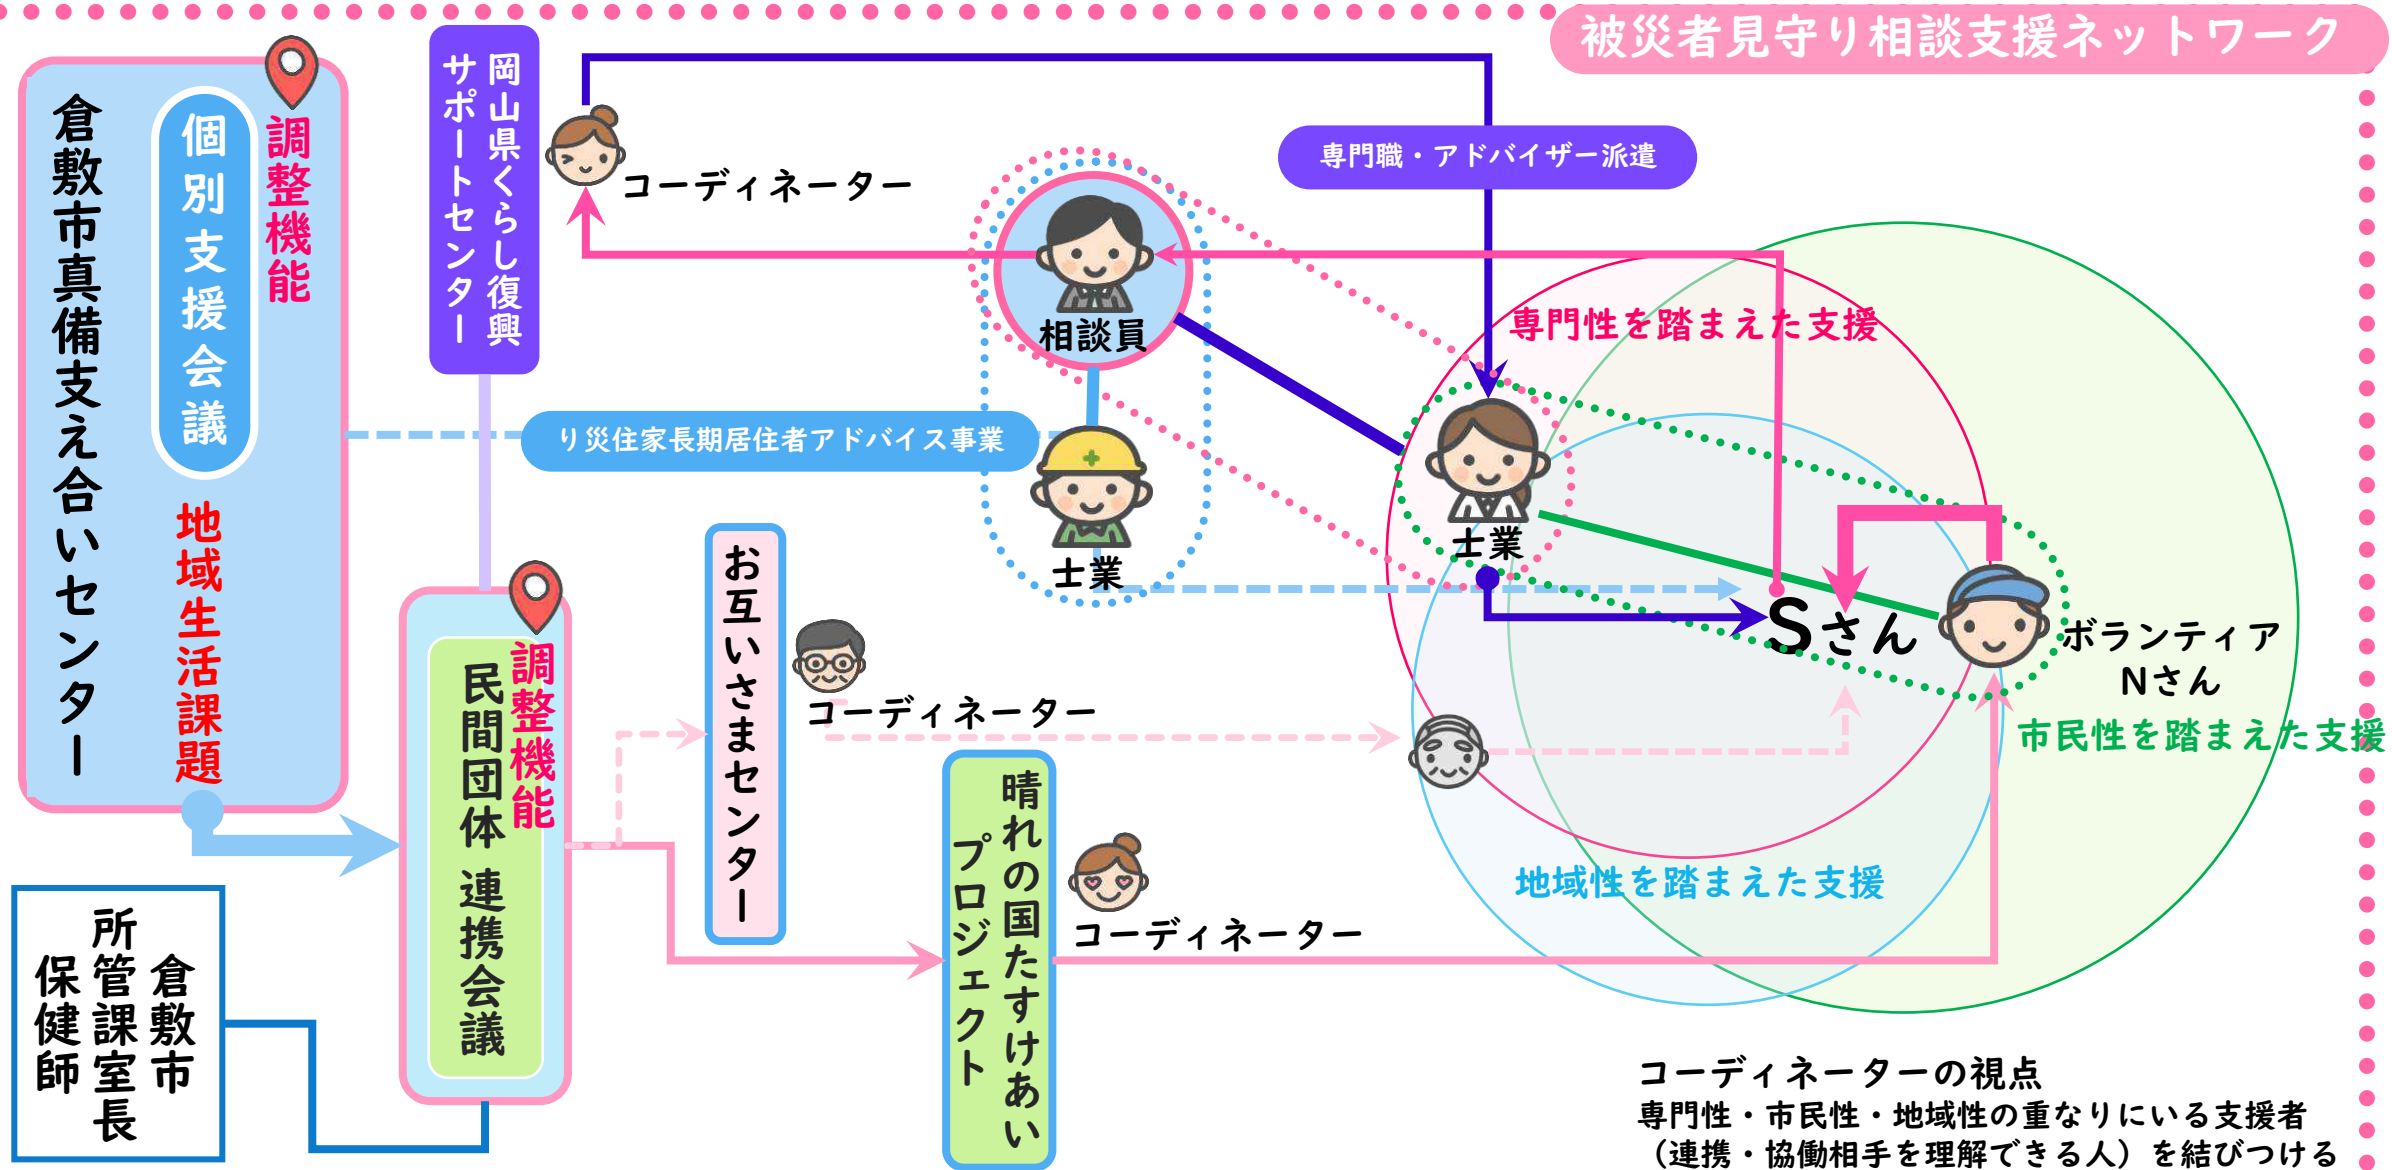 被災者見守り相談支援ネットワーク
倉敷市真備支え合いセンター
個別支援会議
調整機能
地域生活課題
岡山県くらし復興
サポートセンター
コーディネーター
専門職・アドバイザー派遣
相談員
り災住家長期居住者アドバイス事業
士業
専門性を踏まえた支援
士業
Sさん
ボランティア
Nさん
市民性を踏まえた支援
地域性を踏まえた支援
調整機能
民間団体 連携会議
お互いさまセンター
コーディネーター
晴れの国たすけあい
プロジェクト
コーディネーター
倉敷市
所管課室長
保健師
コーディネーターの視点
専門性・市民性・地域性の重なりにいる支援者
（連携・協働相手を理解できる人）を結びつける